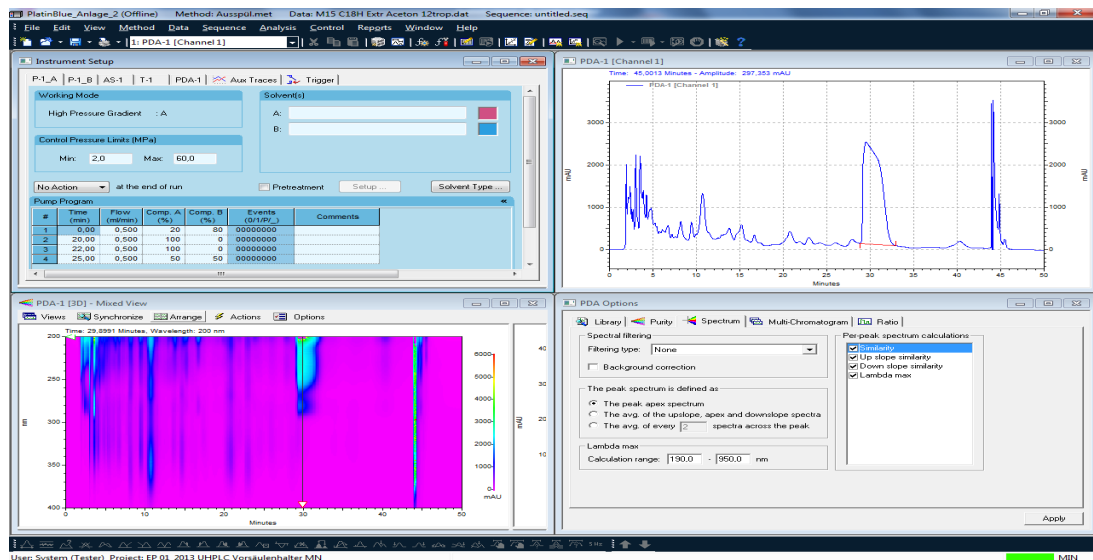 PlatinBlue_Anlage_2 (Offline) Method: Ausspül.met Data: M15 C18H Extr Aceton 12trop.dat Sequence: untitled.seq
File Edit View Method Data Sequence Analysis Control Reports Window Help
1: PDA-1 [Channel 1]
Instrument Setup
P-1_A P-1_B AS-1 T-1 PDA-1 Aux Traces Trigger
Working Mode
High Pressure Gradient : A
Solvent(s)
A:
B:
Control Pressure Limits (MPa)
Min: 2,0 Max: 60,0
No Action at the end of run Pretreatment Setup ... Solvent Type ...
Pump Program
# Time (min) Flow (ml/min) Comp. A (%) Comp. B (%) Events (0/1/P/_) Comments
1 0,00 0,500 20 80 00000000
2 20,00 0,500 100 0 00000000
3 22,00 0,500 100 0 00000000
4 25,00 0,500 50 50 00000000
PDA-1 [Channel 1]
Time: 45,0013 Minutes - Amplitude: 297,353 mAU
PDA-1 [Channel 1]
mAU
3000
2000
1000
0
3000
2000
1000
0
mAU
0 5 10 15 20 25 30 35 40 45 50
Minutes
PDA-1 [3D] - Mixed View
Views Synchronize Arrange Actions Options
Time: 29,8991 Minutes, Wavelength: 200 nm
200
250
300
350
400
nm
0 10 20 30 40 50
Minutes
6000
5000
4000
3000
2000
1000
0
mAU
40
30
20
10
mAU
PDA Options
Library Purity Spectrum Multi-Chromatogram Ratio
Spectral filtering
Filtering type: None
Background correction
The peak spectrum is defined as
The peak apex spectrum
The avg. of the upslope, apex and downslope spectra
The avg. of every 2 spectra across the peak
Lambda max
Calculation range: 190,0 - 950,0 nm
Per-peak spectrum calculations
Similarity
Up slope similarity
Down slope similarity
Lambda max
Apply
5 Hz
User: System (Tester) Project: EP 01_2013 UHPLC Vorsäulenhalter MN
MIN